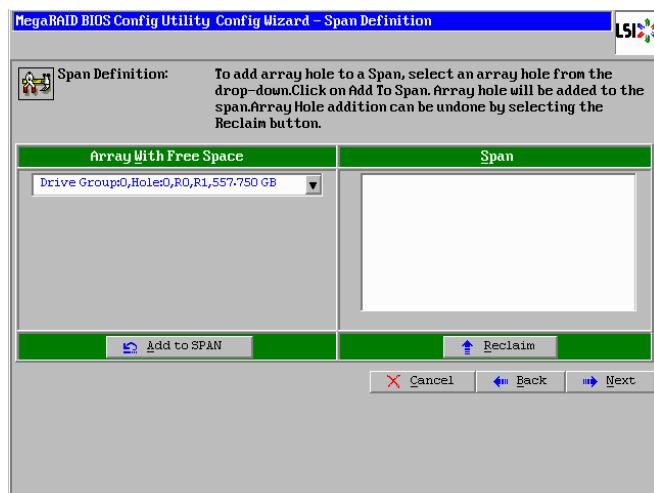 MegaRAID BIOS Config Utility Config Wizard – Span Definition
LSI
Span Definition:
To add array hole to a Span, select an array hole from the
drop-down.Click on Add To Span. Array hole will be added to the
span.Array Hole addition can be undone by selecting the
Reclaim button.
Array With Free Space
Span
Drive Group:0,Hole:0,R0,R1,557.750 GB
Add to SPAN
Reclaim
Cancel
Back
Next